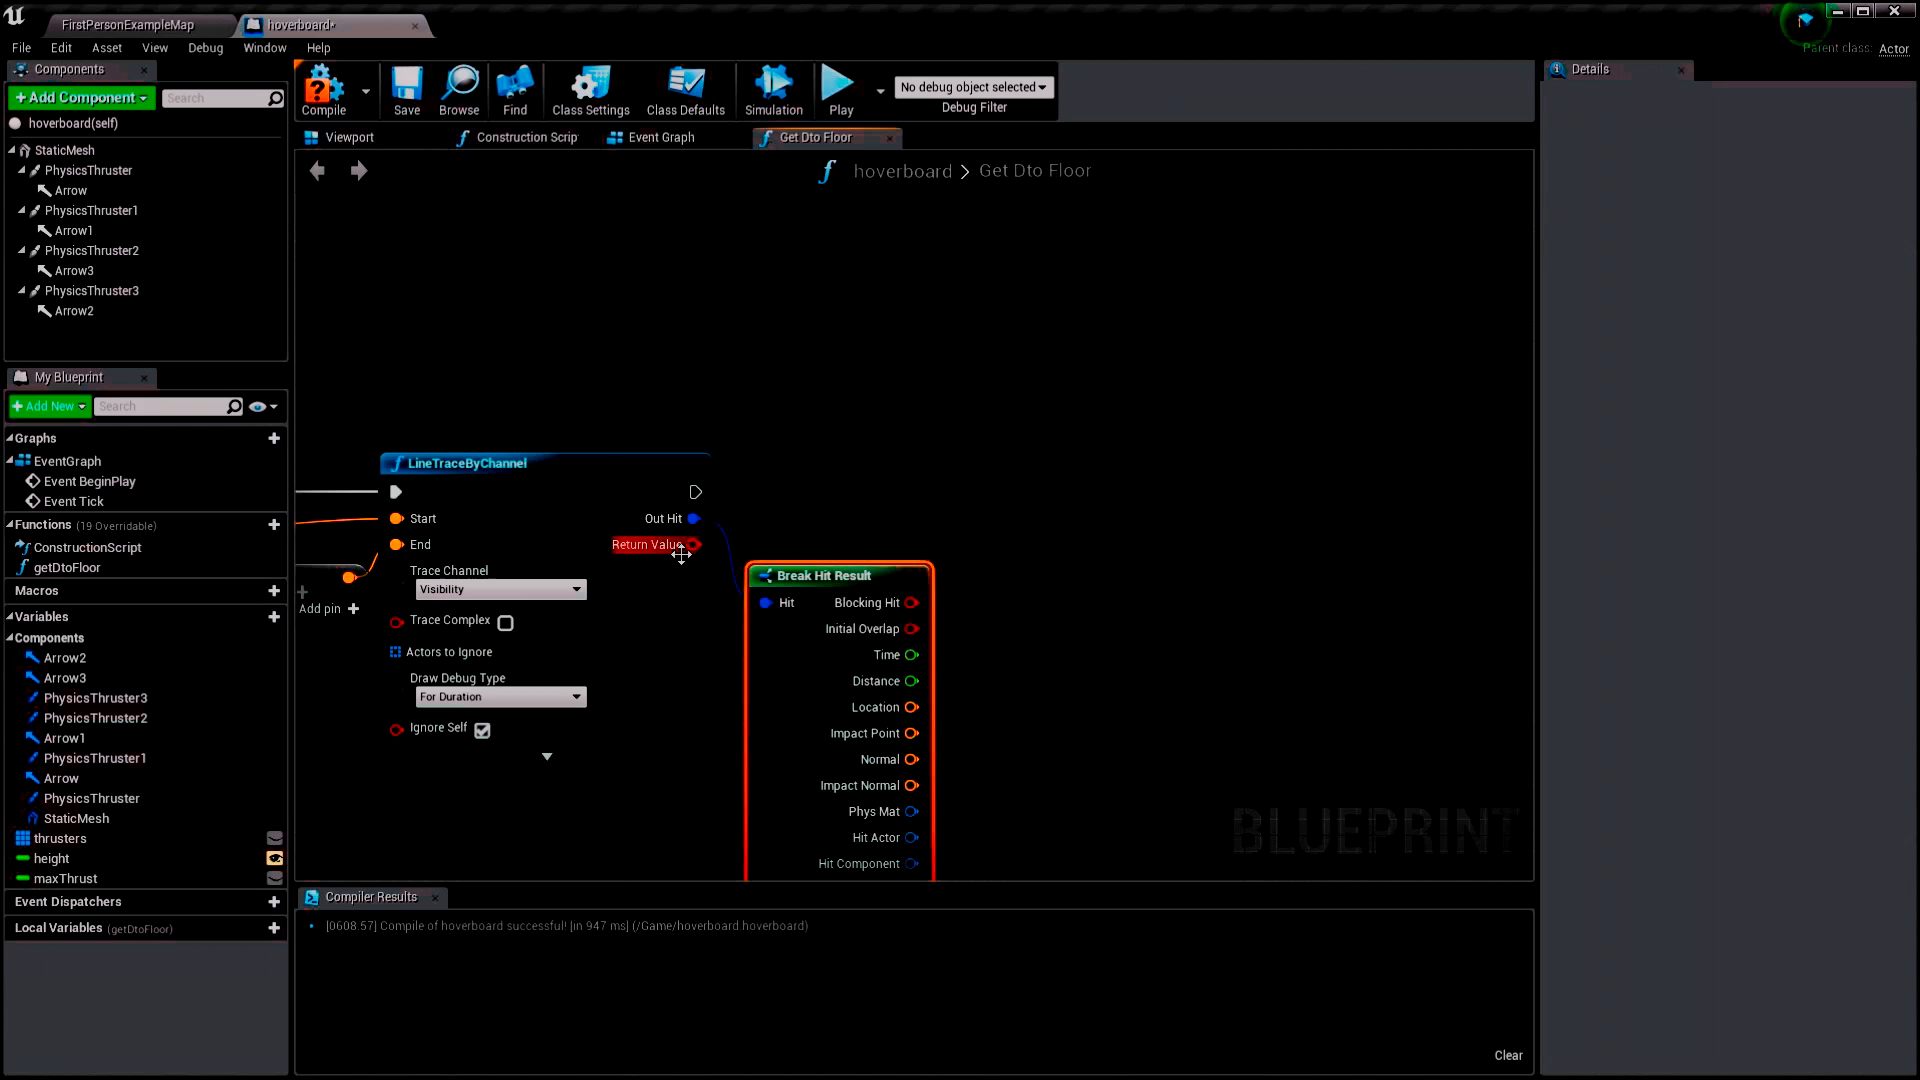 FirstPersonExampleMap
hoverboard*
File Edit Asset View Debug Window Help
Parent class: Actor
Components
+ Add Component
Search
hoverboard(self)
StaticMesh
PhysicsThruster
Arrow
PhysicsThruster1
Arrow1
PhysicsThruster2
Arrow3
PhysicsThruster3
Arrow2
My Blueprint
+ Add New
Search
Graphs
EventGraph
Event BeginPlay
Event Tick
Functions (19 Overridable)
ConstructionScript
getDtoFloor
Macros
Variables
Components
Arrow2
Arrow3
PhysicsThruster3
PhysicsThruster2
Arrow1
PhysicsThruster1
Arrow
PhysicsThruster
StaticMesh
thrusters
height
maxThrust
Event Dispatchers
Local Variables (getDtoFloor)
Compile Save Browse Find Class Settings Class Defaults Simulation Play
No debug object selected
Debug Filter
Viewport
Construction Scrip
Event Graph
Get Dto Floor
hoverboard > Get Dto Floor
LineTraceByChannel
Start
Out Hit
End
Return Value
Trace Channel
Visibility
Add pin +
Trace Complex
Actors to Ignore
Draw Debug Type
For Duration
Ignore Self
Break Hit Result
Hit
Blocking Hit
Initial Overlap
Time
Distance
Location
Impact Point
Normal
Impact Normal
Phys Mat
Hit Actor
Hit Component
BLUEPRINT
Compiler Results
[0608.57] Compile of hoverboard successful! [in 947 ms] (/Game/hoverboard.hoverboard)
Clear
Details